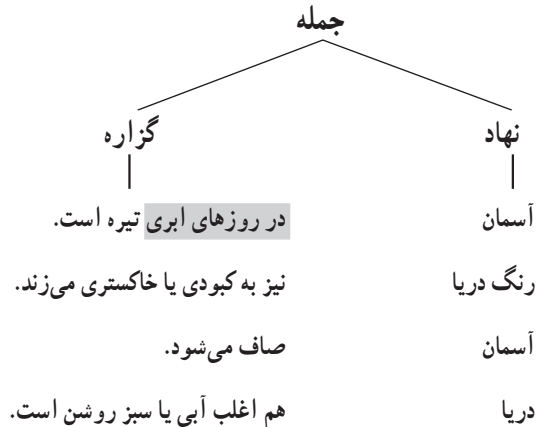 جمله
نهاد گزاره
آسمان در روزهای ابری تیره است.
رنگ دریا نیز به کبودی یا خاکستری می‌زند.
آسمان صاف می‌شود.
دریا هم اغلب آبی یا سبز روشن است.